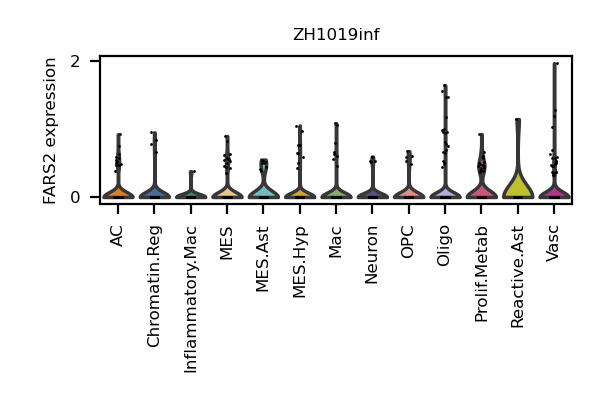 ZH1019inf
FARS2 expression
2
0
AC
Chromatin.Reg
Inflammatory.Mac
MES
MES.Ast
MES.Hyp
Mac
Neuron
OPC
Oligo
Prolif.Metab
Reactive.Ast
Vasc